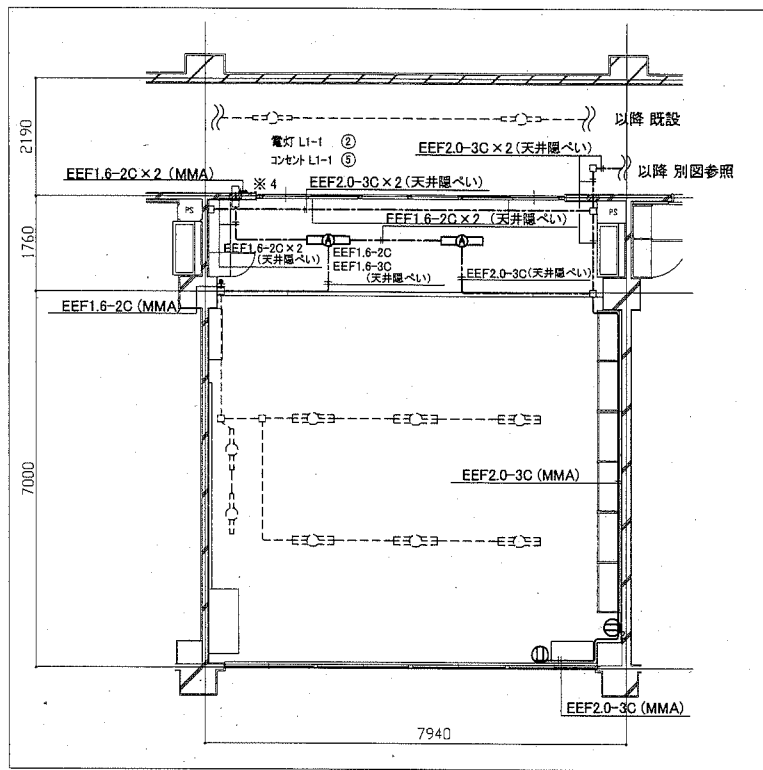 以降 既設
電灯 L1-1 ②
コンセント L1-1 ⑤
EEF2.0-3C×2 (天井隠ぺい)
以降 別図参照
EEF1.6-2C×2 (MMA)
※4
EEF2.0-3C×2 (天井隠ぺい)
2190
PS
PS
EEF1.6-2C×2 (天井隠ぺい)
1760
A
A
EEF1.6-2C×2
(天井隠ぺい)
EEF1.6-2C
EEF1.6-3C
(天井隠ぺい)
EEF2.0-3C(天井隠ぺい)
EEF1.6-2C (MMA)
7000
EEF2.0-3C (MMA)
EEF2.0-3C (MMA)
7940